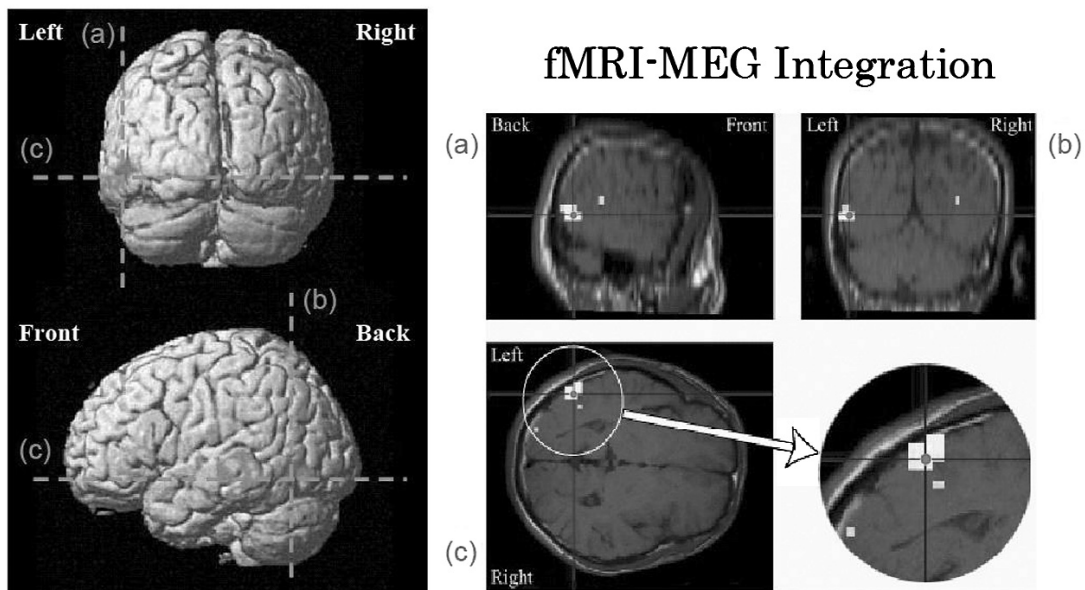 Left (a) Right
(c)
(b)
Front Back
(c)
fMRI-MEG Integration
(a) Back Front
Left Right (b)
Left
(c) Right